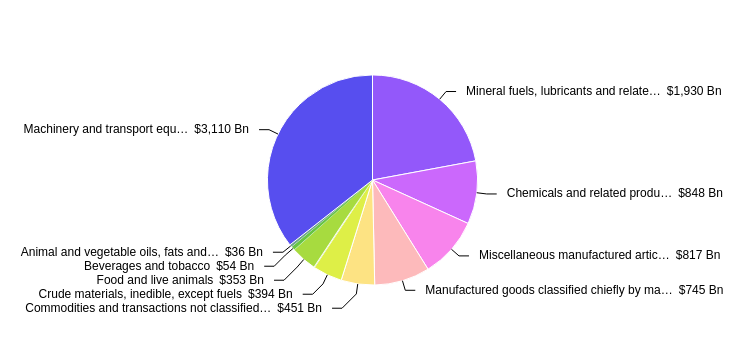 Mineral fuels, lubricants and relate… $1,930 Bn
Machinery and transport equ… $3,110 Bn
Chemicals and related produ… $848 Bn
Miscellaneous manufactured artic… $817 Bn
Animal and vegetable oils, fats and… $36 Bn
Beverages and tobacco $54 Bn
Food and live animals $353 Bn
Manufactured goods classified chiefly by ma… $745 Bn
Crude materials, inedible, except fuels $394 Bn
Commodities and transactions not classified… $451 Bn